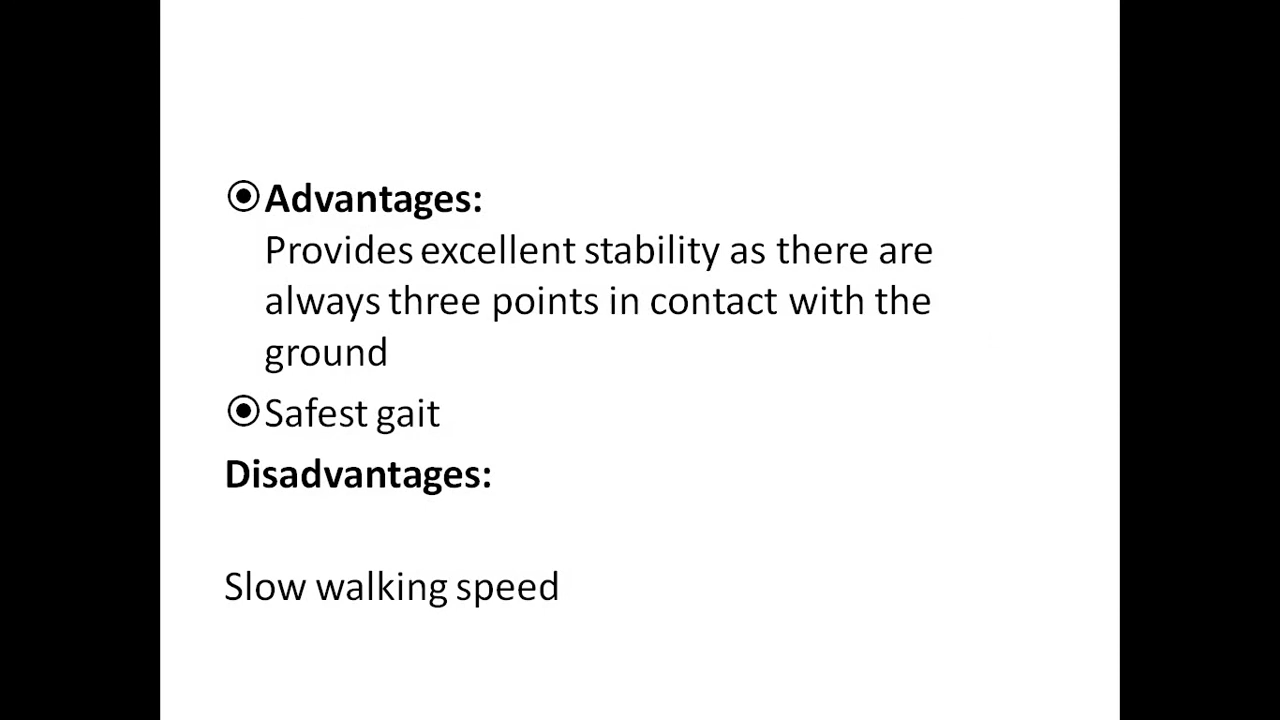 Advantages:
Provides excellent stability as there are
always three points in contact with the
ground
Safest gait
Disadvantages:
Slow walking speed